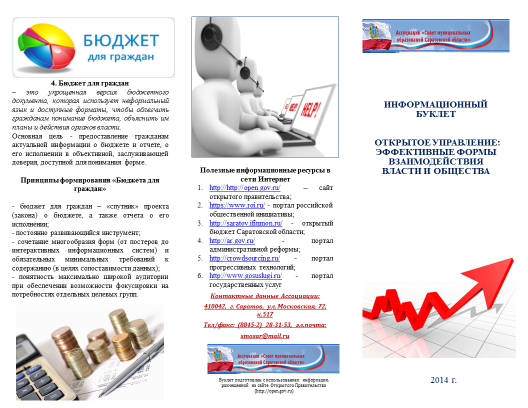 БЮДЖЕТ
для граждан
4. Бюджет для граждан
– это упрощенная версия бюджетного
документа, которая использует неформальный
язык и доступные форматы, чтобы облегчить
гражданам понимание бюджета, объяснить им
планы и действия органов власти.
Основная цель - предоставление гражданам
актуальной информации о бюджете и отчете, о
его исполнении в объективной, заслуживающей
доверия, доступной для понимания форме.
Принципы формирования «Бюджета для
граждан»
- бюджет для граждан – «спутник» проекта
(закона) о бюджете, а также отчета о его
исполнении;
- постоянно развивающийся инструмент;
- сочетание многообразия форм (от постеров до
интерактивных информационных систем) и
обязательных минимальных требований к
содержанию (в целях сопоставимости данных);
- понятность максимально широкой аудитории
при обеспечении возможности фокусировки на
потребностях отдельных целевых групп.
HELP!
HELP!
Полезные информационные ресурсы в
сети Интернет
1. http://http://open.gov.ru/ – сайт
открытого правительства;
2. https://www.roi.ru/ - портал российской
общественной инициативы;
3. http://saratov.ifinmon.ru/ - открытый
бюджет Саратовской области;
4. http://ar.gov.ru/ - портал
административной реформы;
5. http://crowdsourcing.ru - портал
прогрессивных технологий;
6. http://www.gosuslugi.ru/ - портал
государственных услуг
Контактные данные Ассоциации:
410042, г. Саратов, ул. Московская, 72,
к.517
Тел/факс: (8845-2) 28-31-53, эл.почта:
smasar@mail.ru
Ассоциация «Совет муниципальных
образований Саратовской области»
Буклет подготовлен с использованием информации,
размещенной на сайте Открытого Правительства
(http://open.gov.ru)
Ассоциация «Совет муниципальных
образований Саратовской области»
ИНФОРМАЦИОННЫЙ
БУКЛЕТ
ОТКРЫТОЕ УПРАВЛЕНИЕ:
ЭФФЕКТИВНЫЕ ФОРМЫ
ВЗАИМОДЕЙСТВИЯ
ВЛАСТИ И ОБЩЕСТВА
2014 г.